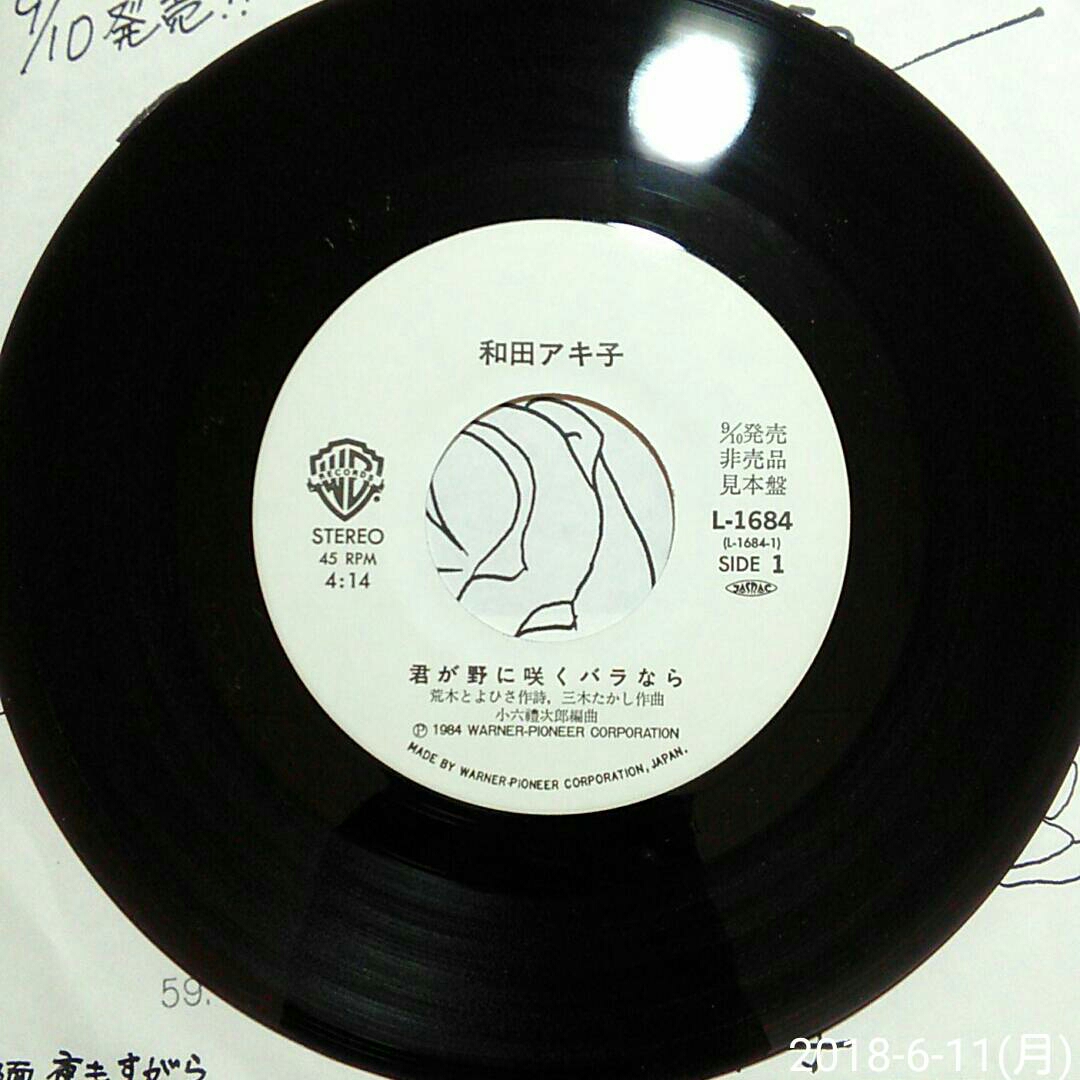 9/10発売!!
和田アキ子
RECORDS
STEREO
45 RPM
4:14
9/10発売
非売品
見本盤
L-1684
(L-1684-1)
SIDE 1
JASRAC
君が野に咲くバラなら
荒木とよひさ作詩, 三木たかし作曲
小六禮次郎編曲
Ⓟ 1984 WARNER-PIONEER CORPORATION
MADE BY WARNER-PIONEER CORPORATION, JAPAN.
59.
面 夜もすがら
2018-6-11(月)